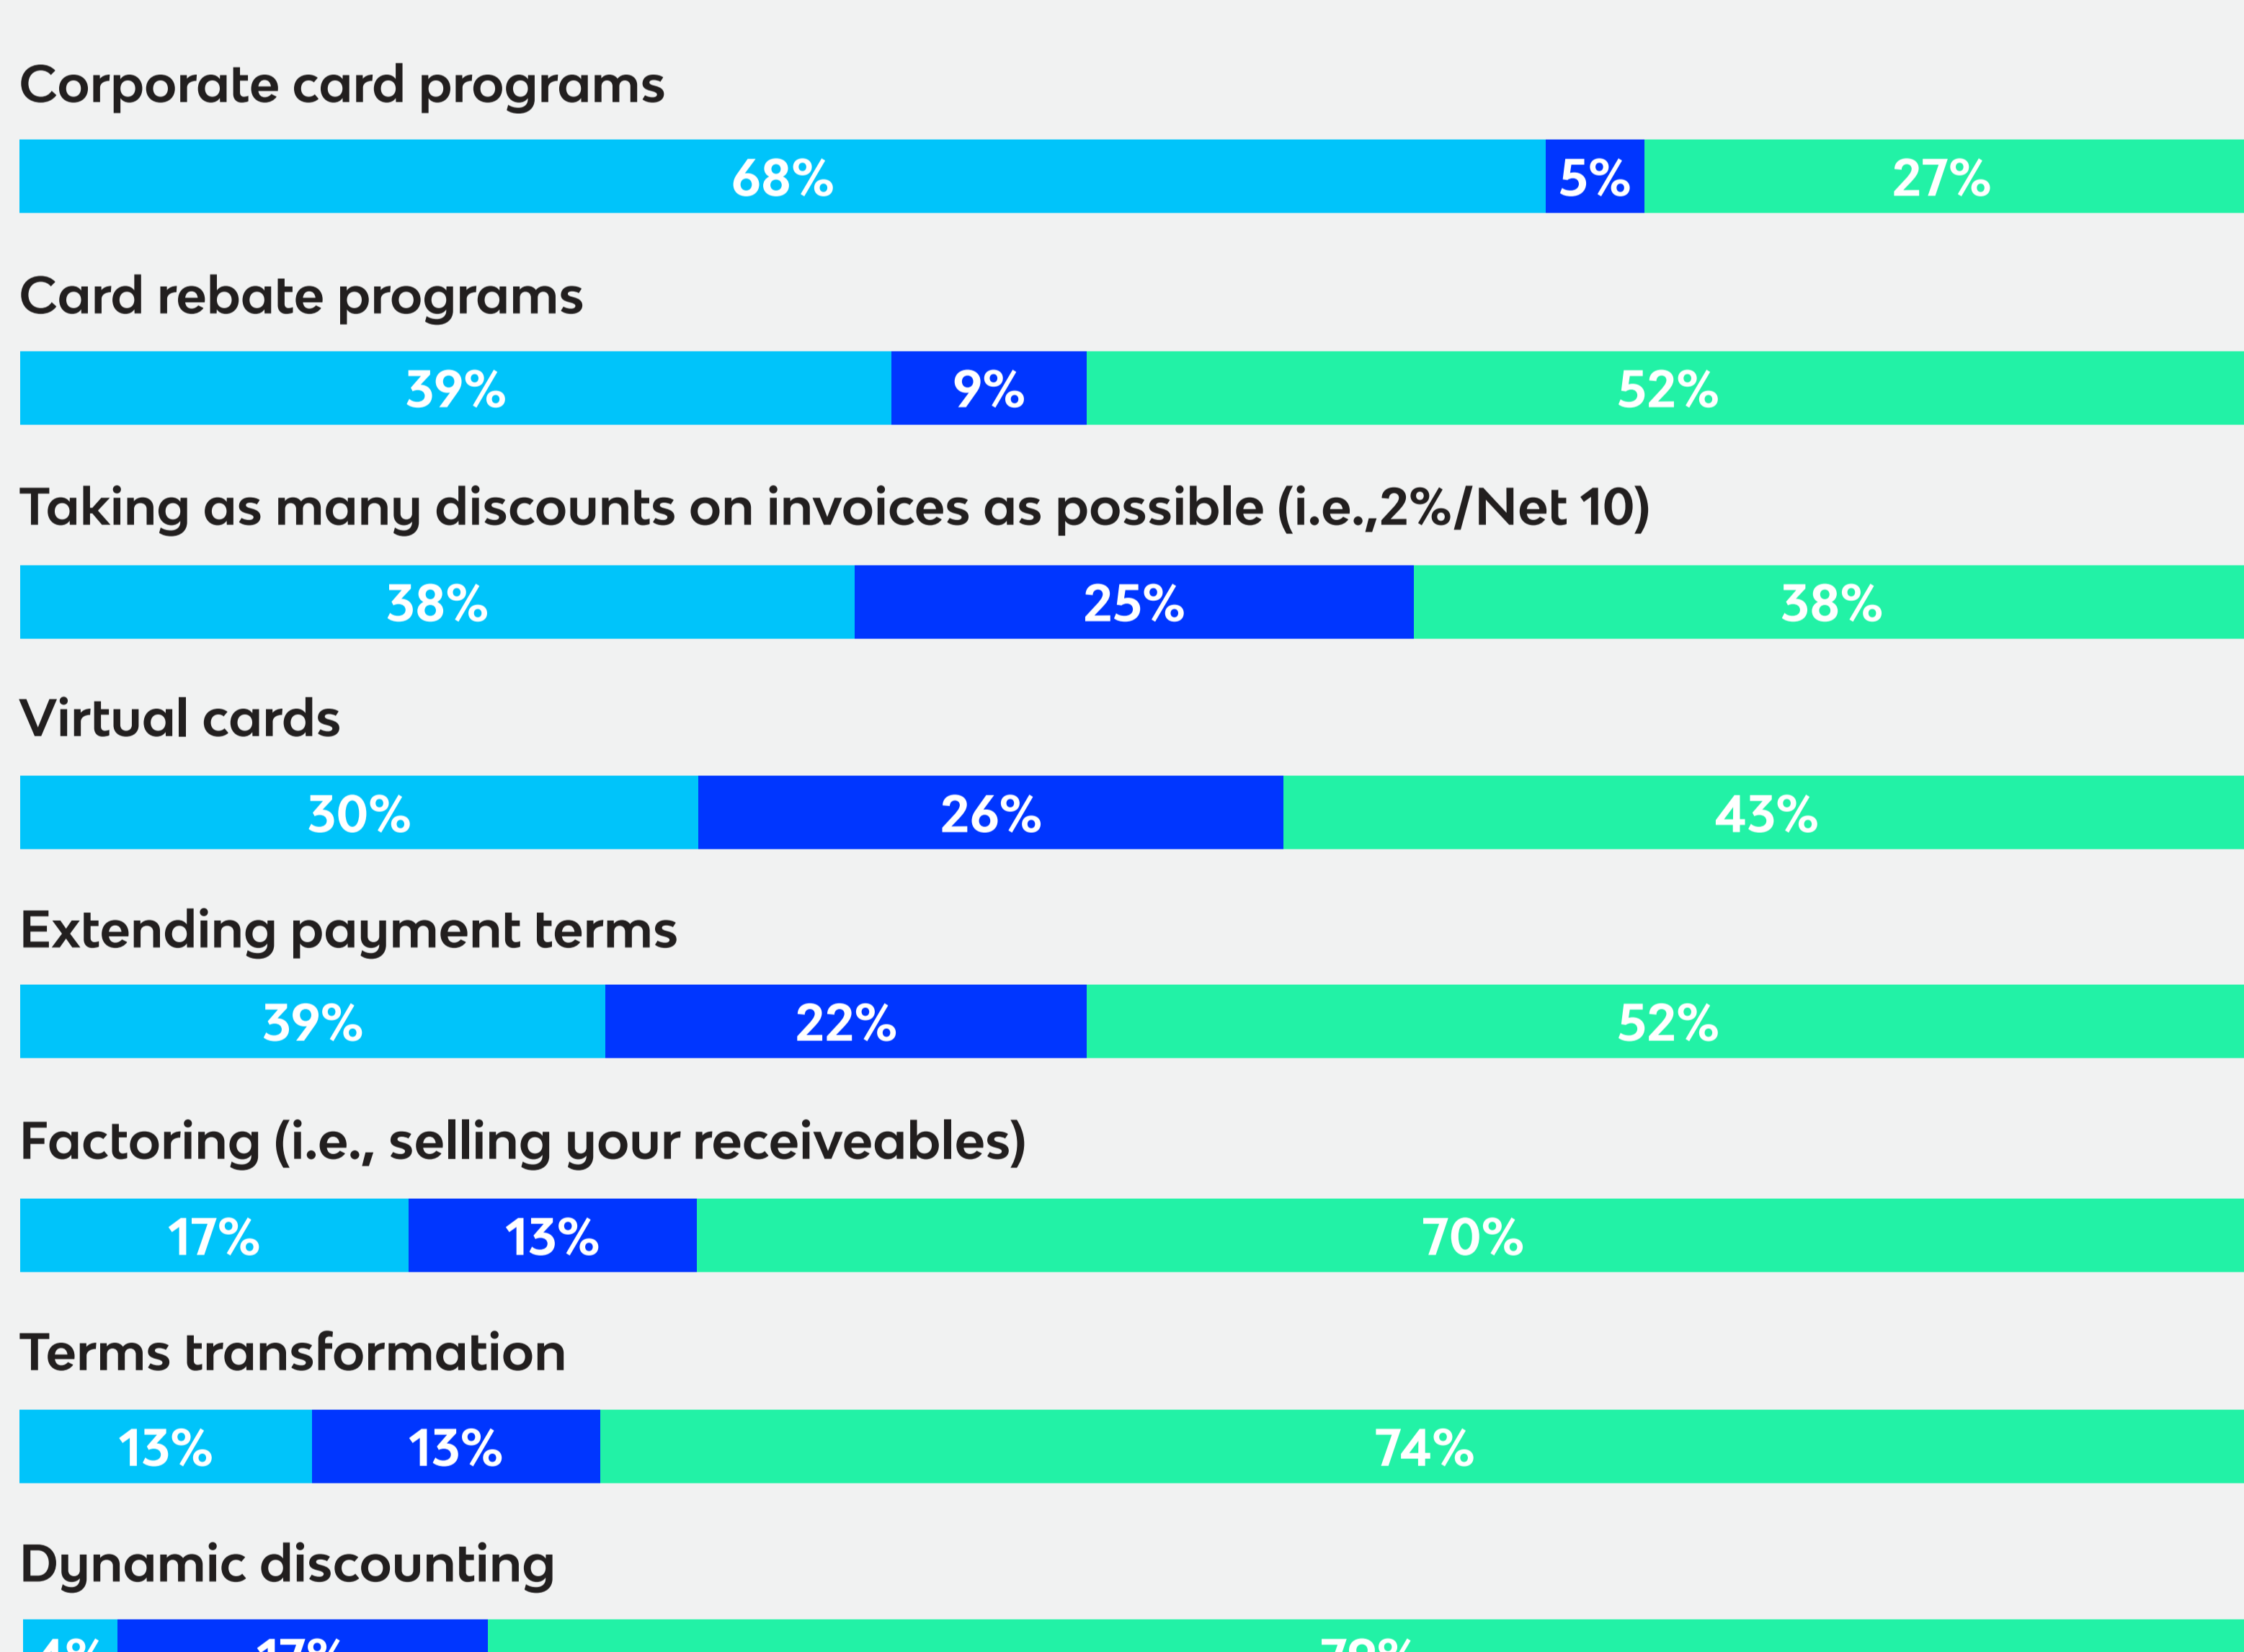 Corporate card programs
68% 5% 27%
Card rebate programs
39% 9% 52%
Taking as many discounts on invoices as possible (i.e.,2%/Net 10)
38% 25% 38%
Virtual cards
30% 26% 43%
Extending payment terms
39% 22% 52%
Factoring (i.e., selling your receiveables)
17% 13% 70%
Terms transformation
13% 13% 74%
Dynamic discounting
4% 17%